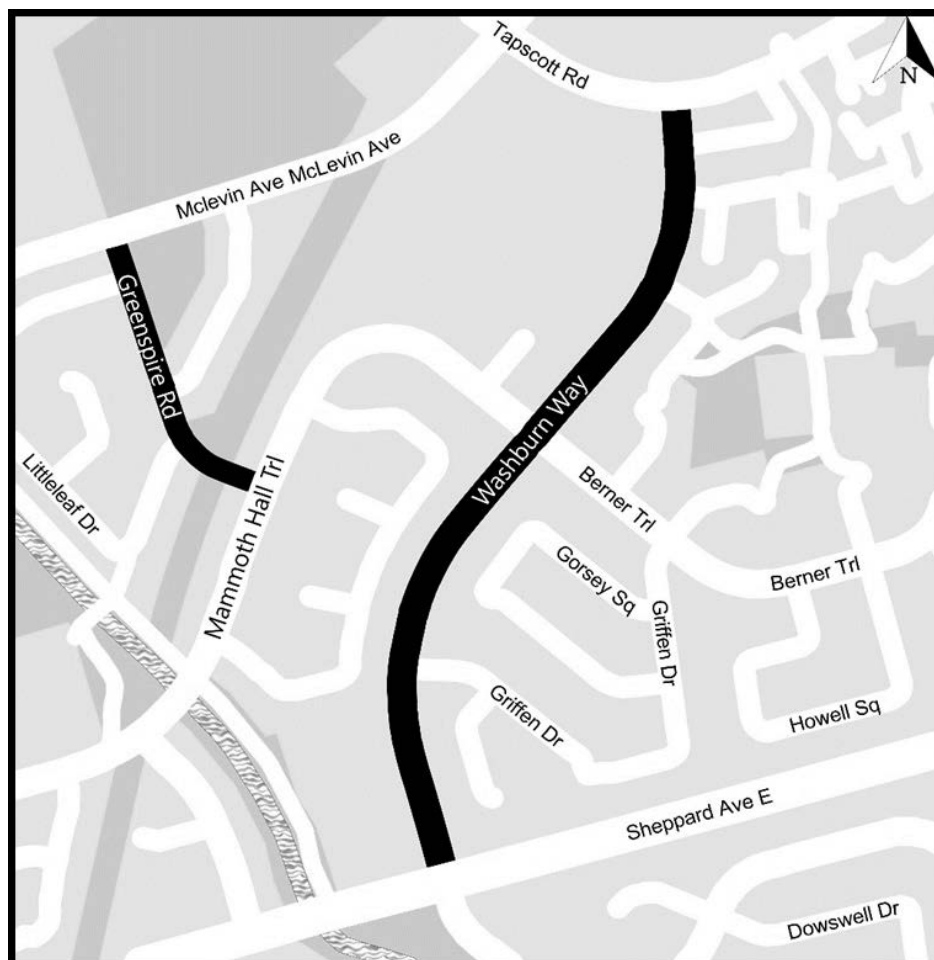 Tapscott Rd
N
Mclevin Ave McLevin Ave
Greenspire Rd
Washburn Way
Littleleaf Dr
Mammoth Hall Trl
Berner Trl
Gorsey Sq
Berner Trl
Griffen Dr
Griffen Dr
Howell Sq
Sheppard Ave E
Dowswell Dr